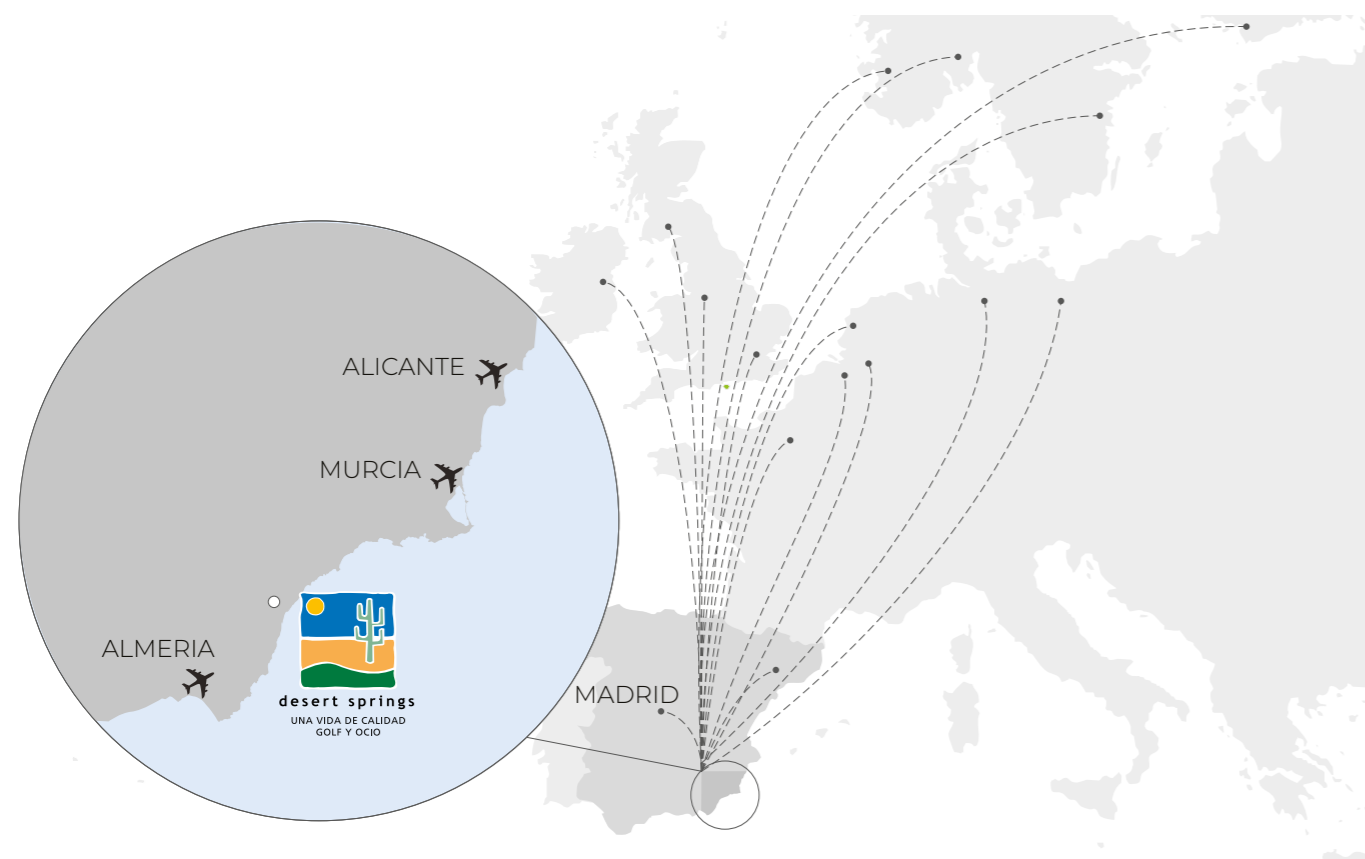 ALICANTE
MURCIA
ALMERIA
desert springs
UNA VIDA DE CALIDAD
GOLF Y OCIO
MADRID